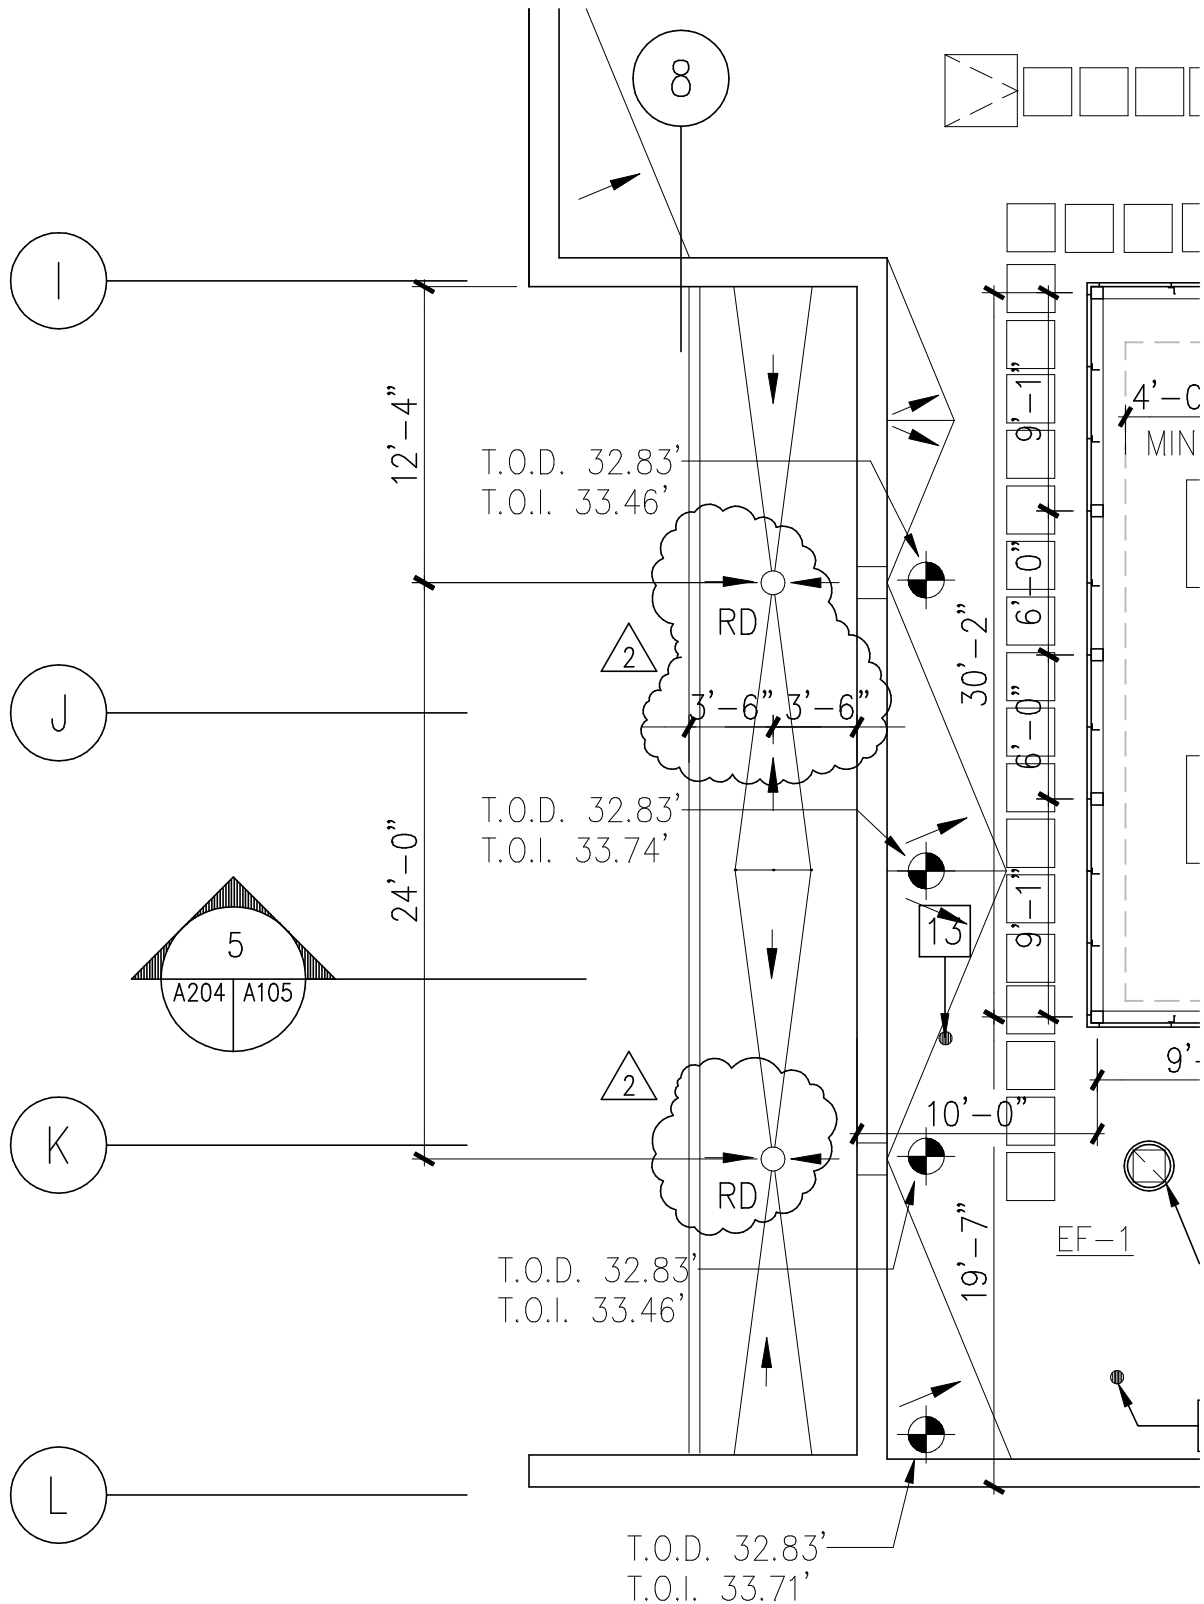 8
I
12'-4"
9'-1"
4'-0
MIN
T.O.D. 32.83'
T.O.I. 33.46'
6'-0"
RD
2
30'-2"
J
3'-6" 3'-6"
6'-0"
T.O.D. 32.83'
T.O.I. 33.74'
24'-0"
9'-1"
13
5
A204 A105
9'-
2
10'-0"
K
RD
EF-1
19'-7"
T.O.D. 32.83'
T.O.I. 33.46'
L
T.O.D. 32.83'
T.O.I. 33.71'